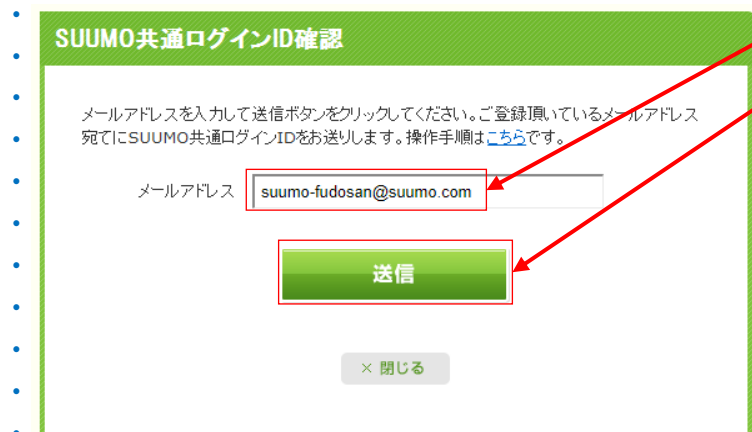 SUUMO共通ログインID確認
メールアドレスを入力して送信ボタンをクリックしてください。ご登録頂いているメールアドレス
宛てにSUUMO共通ログインIDをお送りします。操作手順はこちらです。
メールアドレス suumo-fudosan@suumo.com
送信
× 閉じる